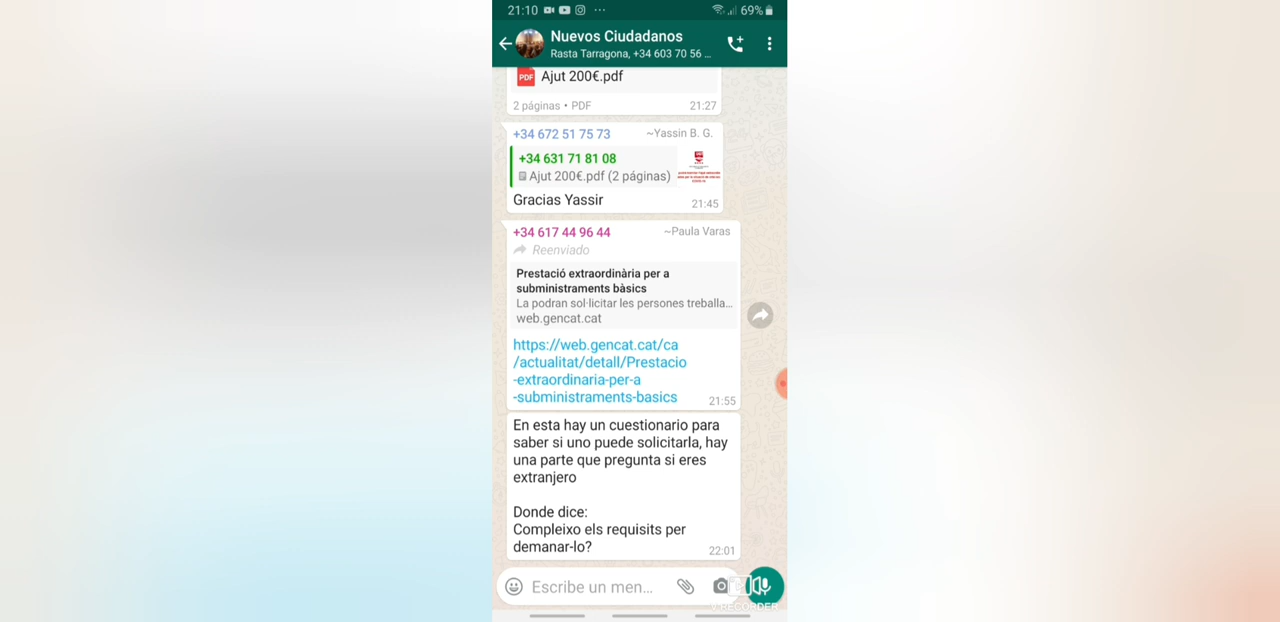 21:10 69%
Nuevos Ciudadanos
Rasta Tarragona, +34 603 70 56 ...
PDF Ajut 200€.pdf
2 páginas • PDF 21:27
+34 672 51 75 73 ~Yassin B. G.
+34 631 71 81 08
Ajut 200€.pdf (2 páginas)
Gracias Yassir 21:45
+34 617 44 96 44 ~Paula Varas
Reenviado
Prestació extraordinària per a
subministraments bàsics
La podran sol·licitar les persones treballa...
web.gencat.cat
https://web.gencat.cat/ca
/actualitat/detall/Prestacio
-extraordinaria-per-a
-subministraments-basics 21:55
En esta hay un cuestionario para
saber si uno puede solicitarla, hay
una parte que pregunta si eres
extranjero
Donde dice:
Compleixo els requisits per
demanar-lo? 22:01
Escribe un men...
V RECORDER